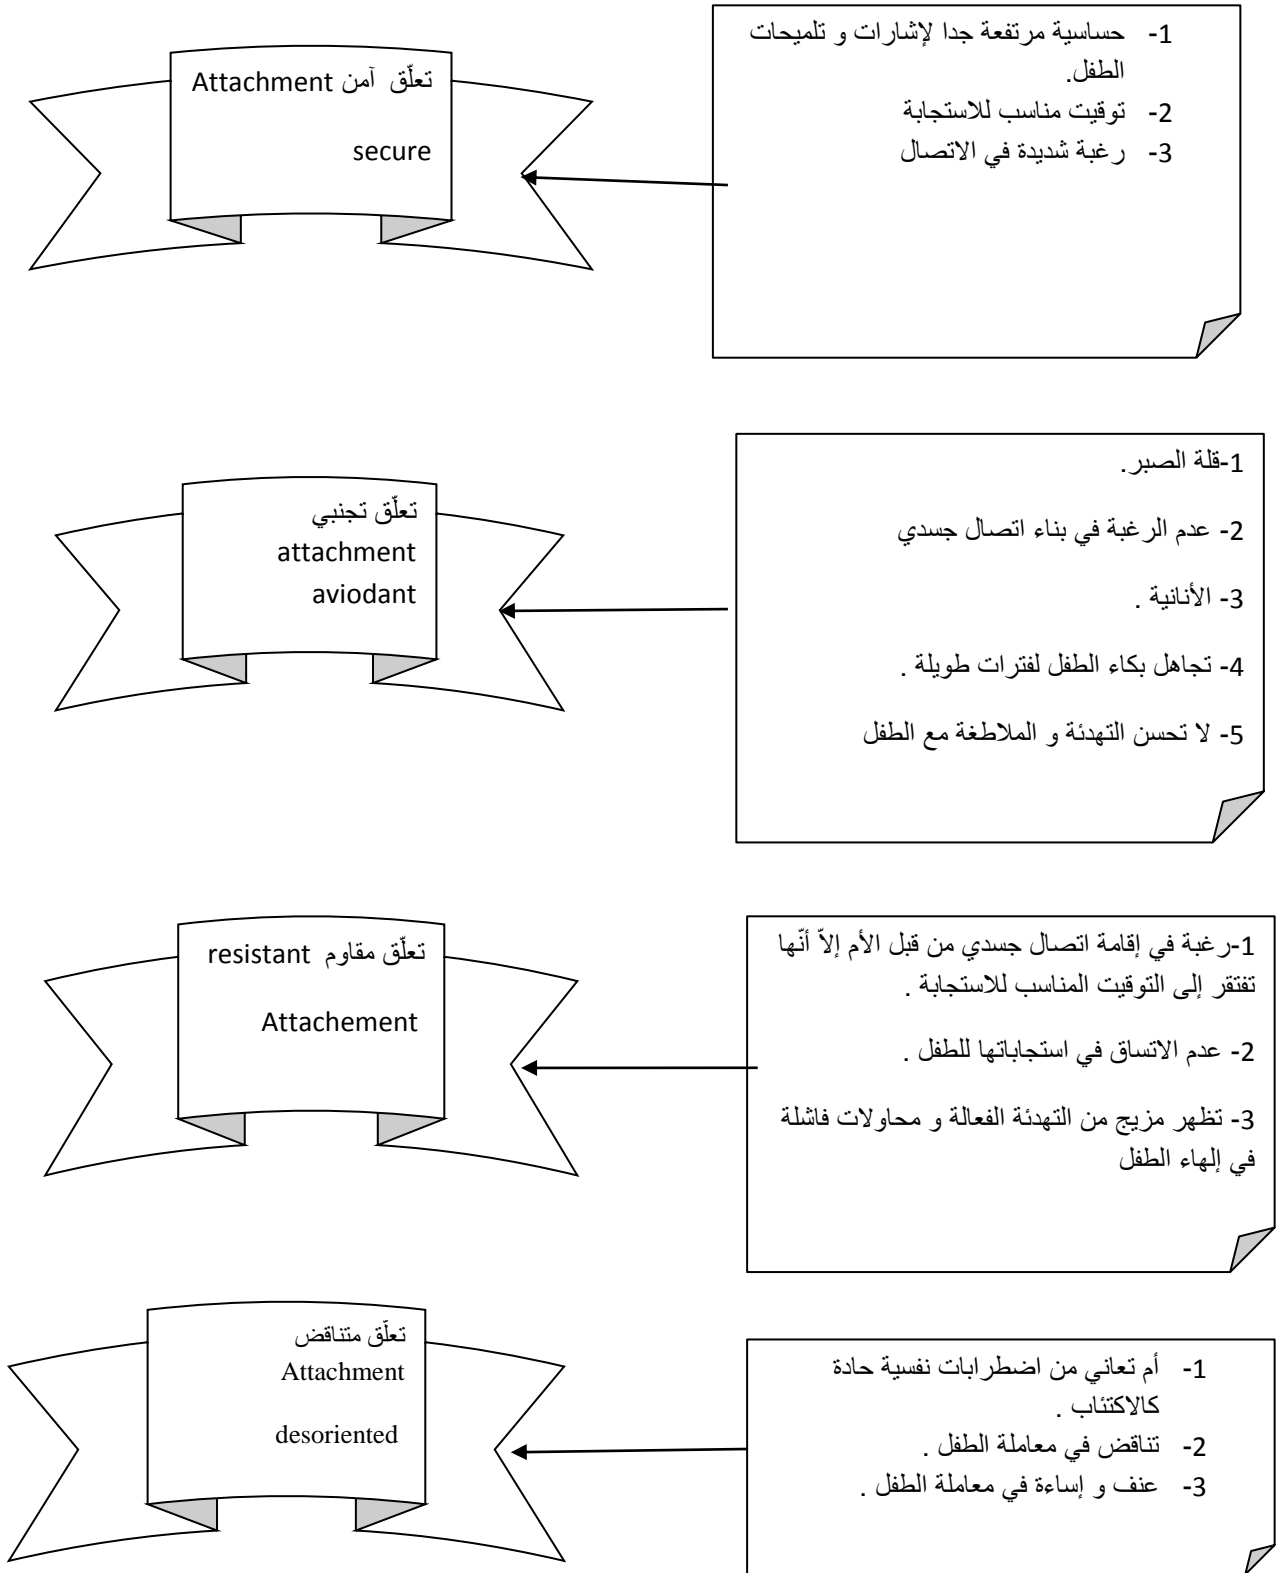 1- حساسية مرتفعة جدا لإشارات و تلميحات
الطفل.
2- توقيت مناسب للاستجابة
3- رغبة شديدة في الاتصال
تعلّق آمن Attachment
secure
1-قلة الصبر.
2- عدم الرغبة في بناء اتصال جسدي
3- الأنانية .
4- تجاهل بكاء الطفل لفترات طويلة .
5- لا تحسن التهدئة و الملاطغة مع الطفل
تعلّق تجنبي
attachment
aviodant
1-رغبة في إقامة اتصال جسدي من قبل الأم إلاّ أنّها
تفتقر إلى التوقيت المناسب للاستجابة .
2- عدم الاتساق في استجاباتها للطفل .
3- تظهر مزيج من التهدئة الفعالة و محاولات فاشلة
في إلهاء الطفل
تعلّق مقاوم resistant
Attachement
1- أم تعاني من اضطرابات نفسية حادة
كالاكتئاب .
2- تناقض في معاملة الطفل .
3- عنف و إساءة في معاملة الطفل .
تعلّق متناقض
Attachment
desoriented